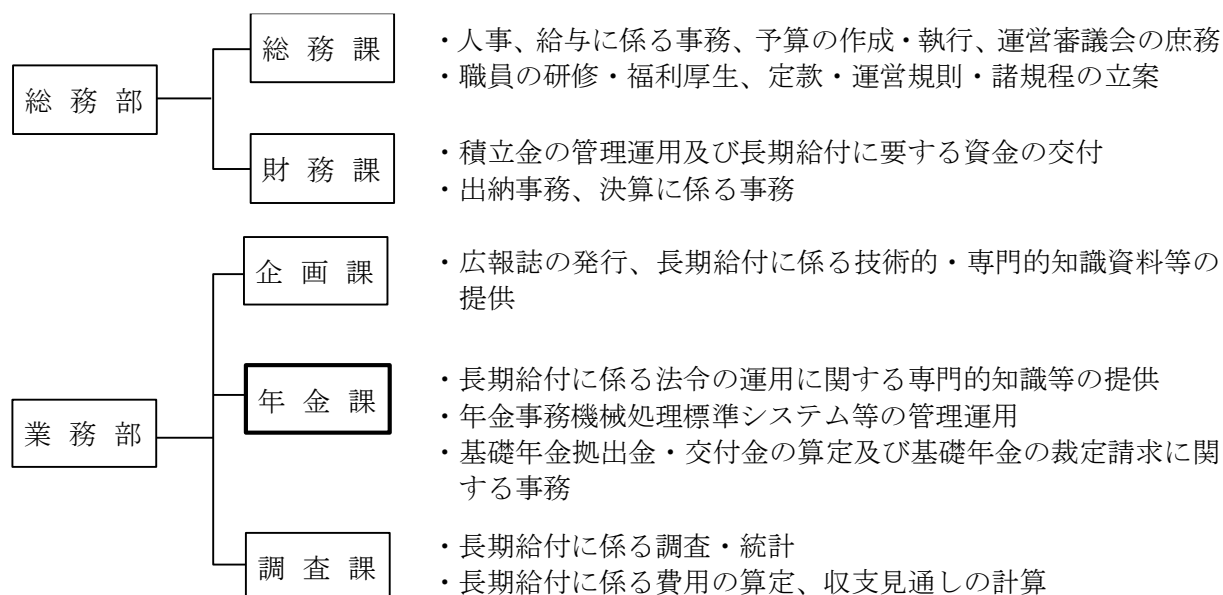 総務部
総務課
・人事、給与に係る事務、予算の作成・執行、運営審議会の庶務
・職員の研修・福利厚生、定款・運営規則・諸規程の立案
財務課
・積立金の管理運用及び長期給付に要する資金の交付
・出納事務、決算に係る事務
業務部
企画課
・広報誌の発行、長期給付に係る技術的・専門的知識資料等の
提供
年金課
・長期給付に係る法令の運用に関する専門的知識等の提供
・年金事務機械処理標準システム等の管理運用
・基礎年金拠出金・交付金の算定及び基礎年金の裁定請求に関
する事務
調査課
・長期給付に係る調査・統計
・長期給付に係る費用の算定、収支見通しの計算